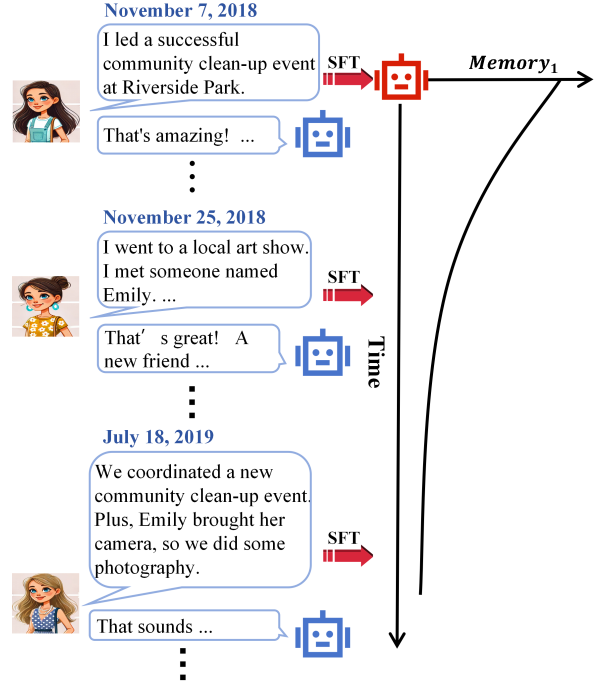 November 7, 2018
I led a successful
community clean-up event
at Riverside Park.
SFT
Memory₁
That's amazing! ...
November 25, 2018
I went to a local art show.
I met someone named
Emily. ...
SFT
That′s great! A
new friend ...
Time
July 18, 2019
We coordinated a new
community clean-up event.
Plus, Emily brought her
camera, so we did some
photography.
SFT
That sounds ...